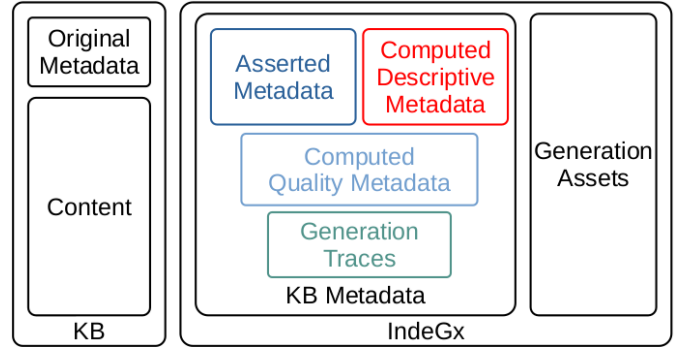 Original
Metadata
Content
KB
Asserted
Metadata
Computed
Descriptive
Metadata
Computed
Quality Metadata
Generation
Traces
KB Metadata
Generation
Assets
IndeGx